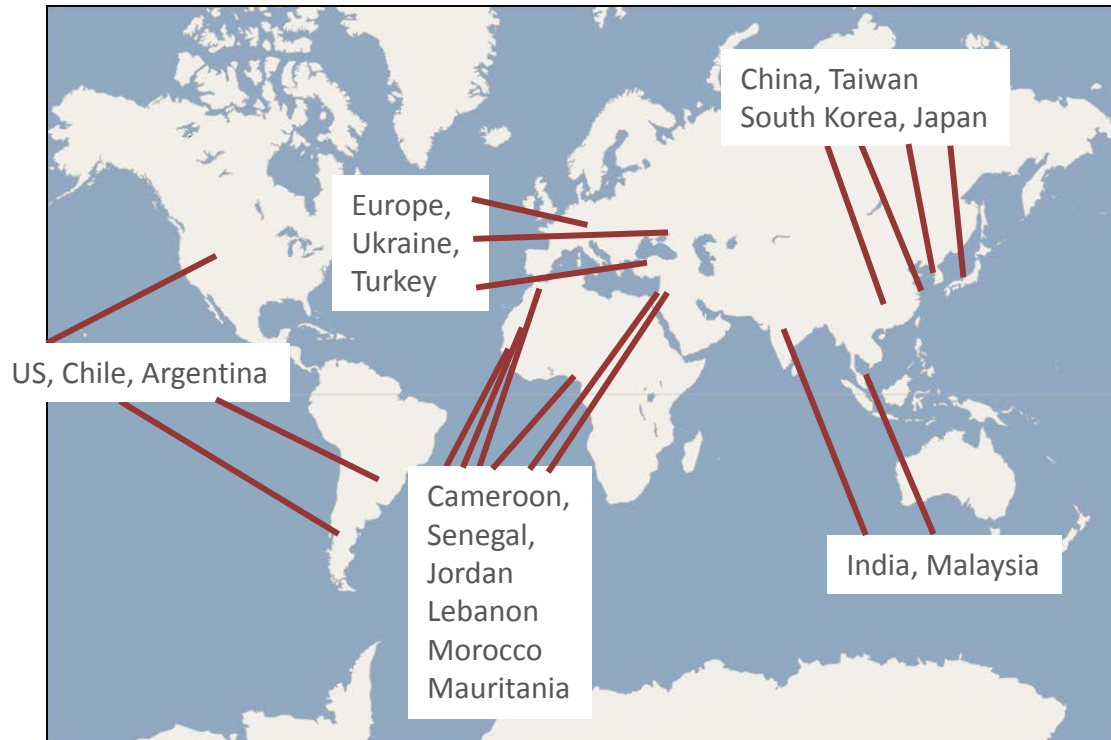 China, Taiwan
South Korea, Japan
Europe,
Ukraine,
Turkey
US, Chile, Argentina
Cameroon,
Senegal,
Jordan
Lebanon
Morocco
Mauritania
India, Malaysia